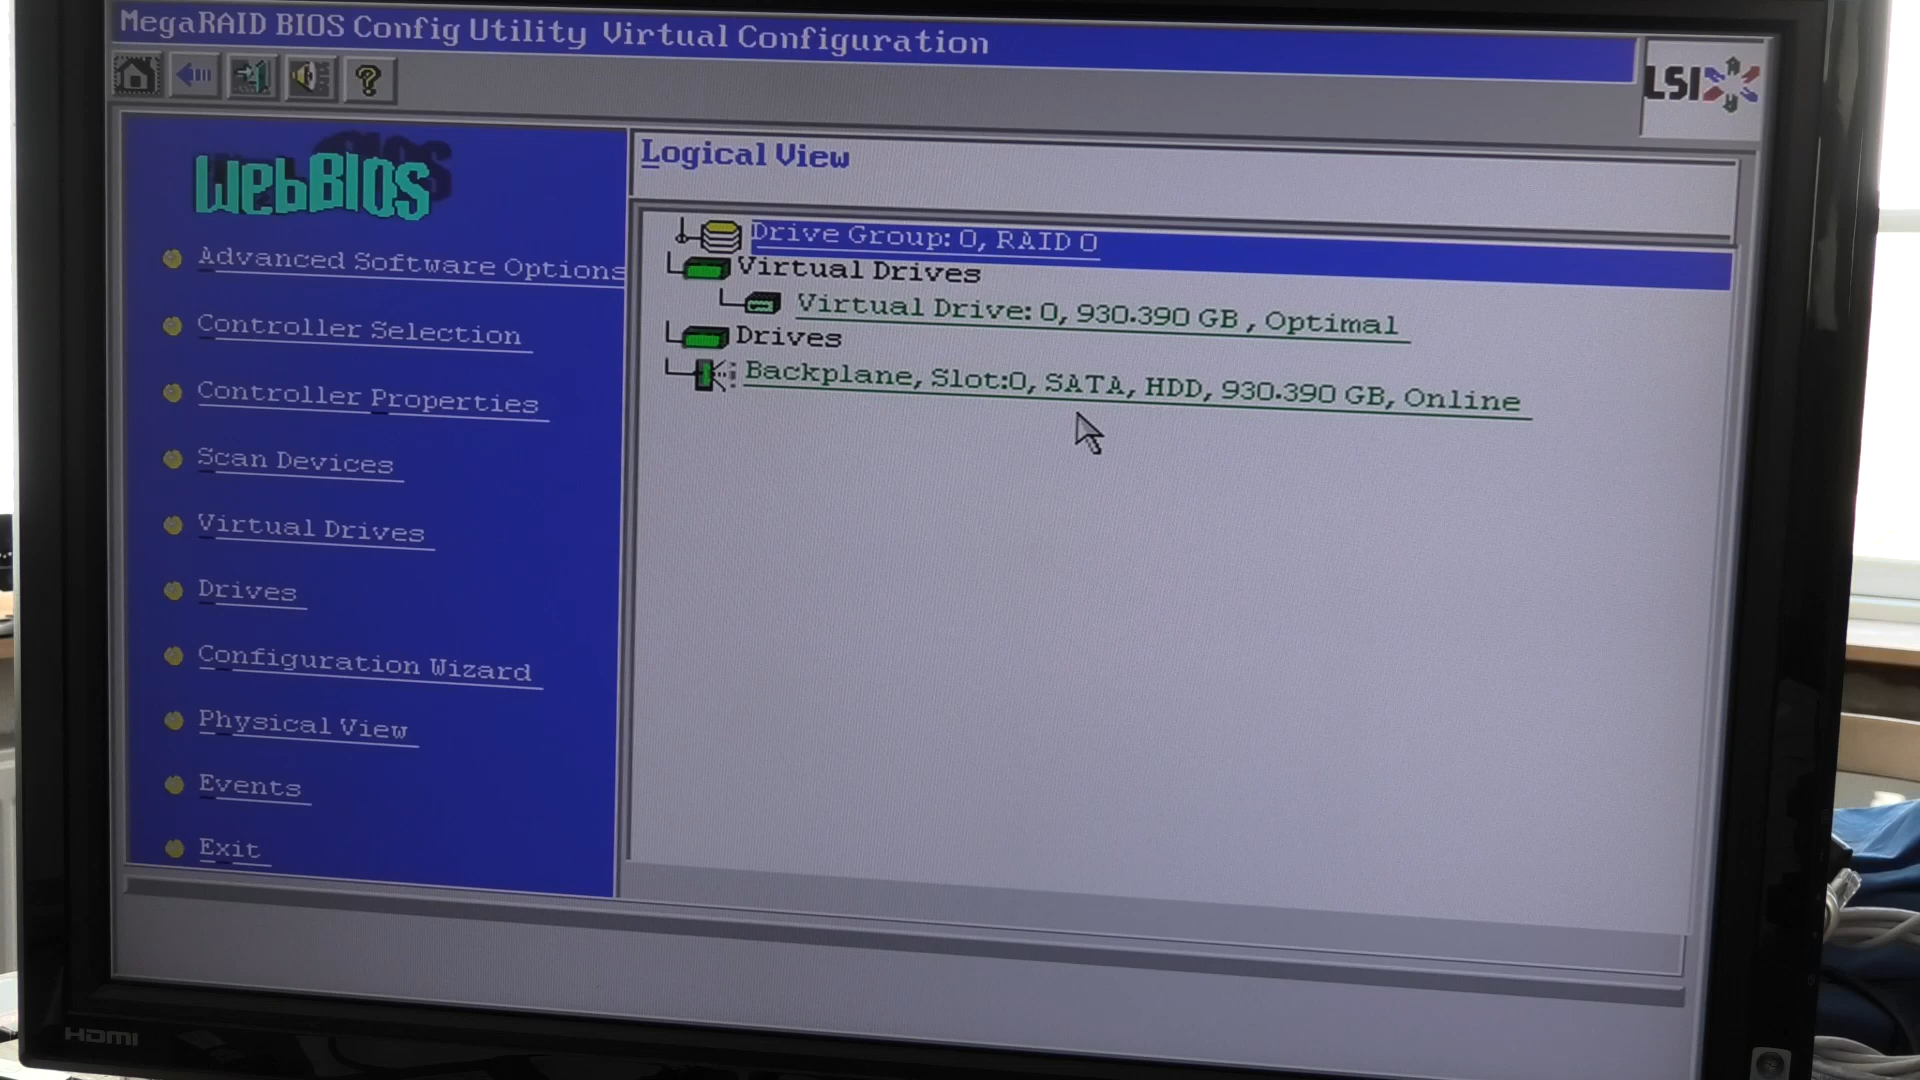 MegaRAID BIOS Config Utility Virtual Configuration
LSI
WebBIOS
Advanced Software Options
Controller Selection
Controller Properties
Scan Devices
Virtual Drives
Drives
Configuration Wizard
Physical View
Events
Exit
Logical View
Drive Group: 0, RAID 0
Virtual Drives
Virtual Drive: 0, 930.390 GB , Optimal
Drives
Backplane, Slot:0, SATA, HDD, 930.390 GB, Online
HDMI